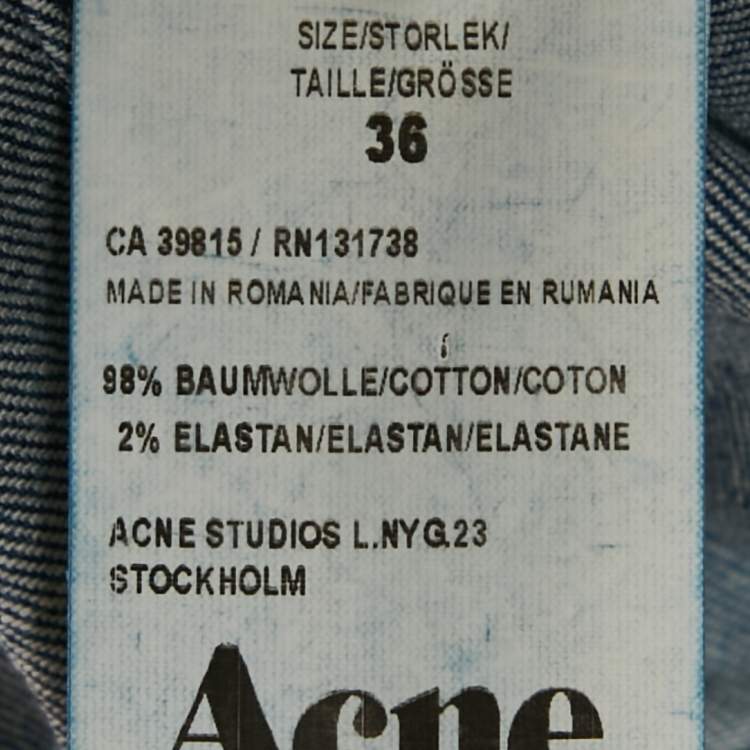 SIZE/STORLEK/
TAILLE/GRÖSSE
36
CA 39815 / RN131738
MADE IN ROMANIA/FABRIQUE EN RUMANIA
98% BAUMWOLLE/COTTON/COTON
2% ELASTAN/ELASTAN/ELASTANE
ACNE STUDIOS L.NYG.23
STOCKHOLM
Acne